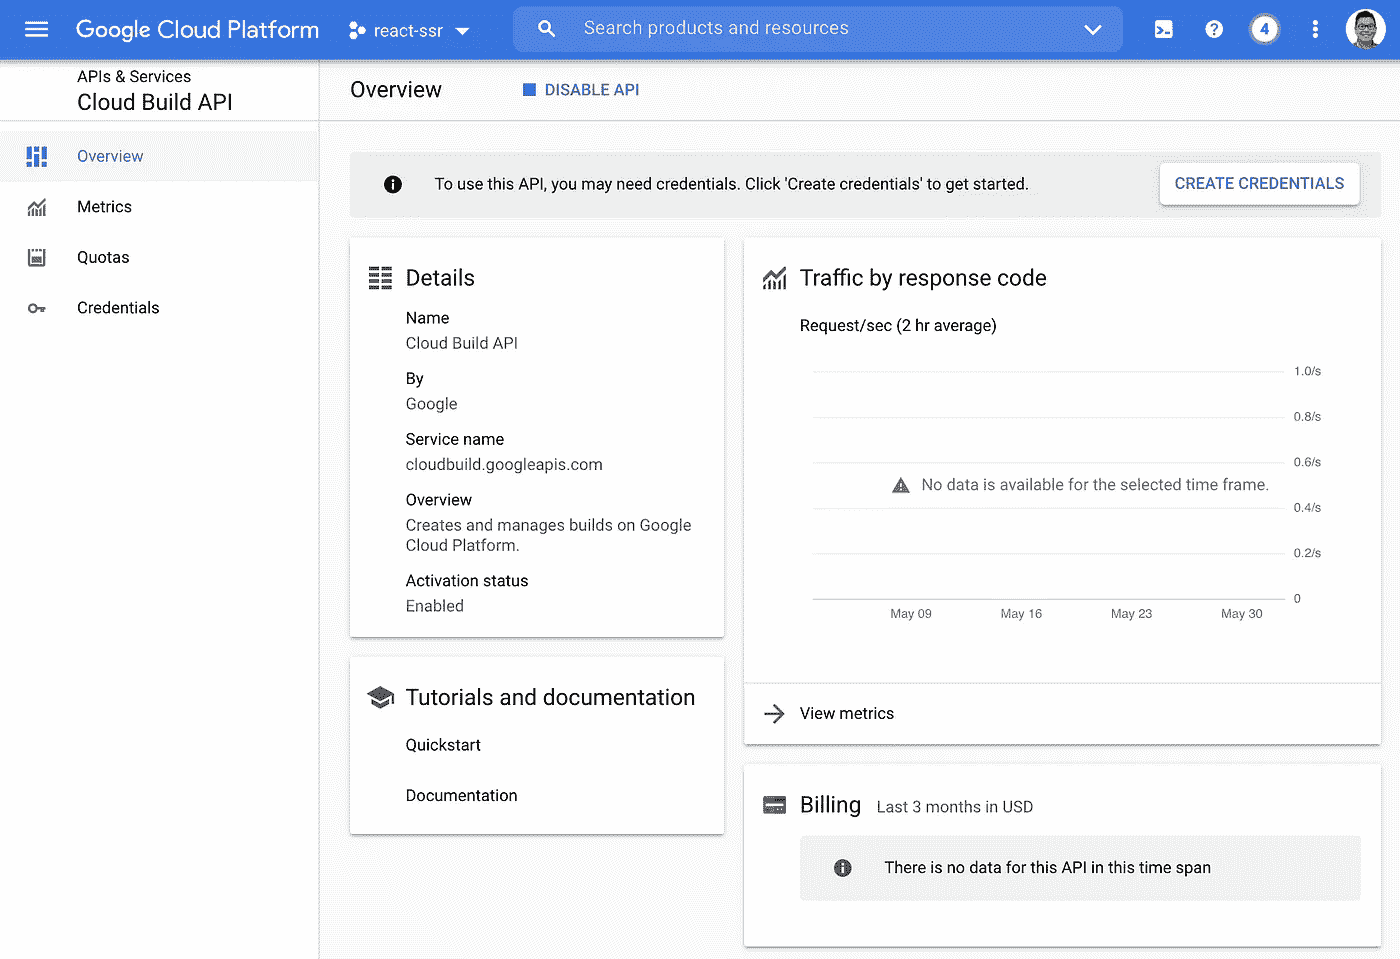 Google Cloud Platform
react-ssr
Search products and resources
4
APIs & Services
Cloud Build API
Overview
DISABLE API
Overview
Metrics
Quotas
Credentials
To use this API, you may need credentials. Click 'Create credentials' to get started.
CREATE CREDENTIALS
Details
Name
Cloud Build API
By
Google
Service name
cloudbuild.googleapis.com
Overview
Creates and manages builds on Google
Cloud Platform.
Activation status
Enabled
Tutorials and documentation
Quickstart
Documentation
Traffic by response code
Request/sec (2 hr average)
1.0/s
0.8/s
0.6/s
No data is available for the selected time frame.
0.4/s
0.2/s
0
May 09
May 16
May 23
May 30
View metrics
Billing
Last 3 months in USD
There is no data for this API in this time span